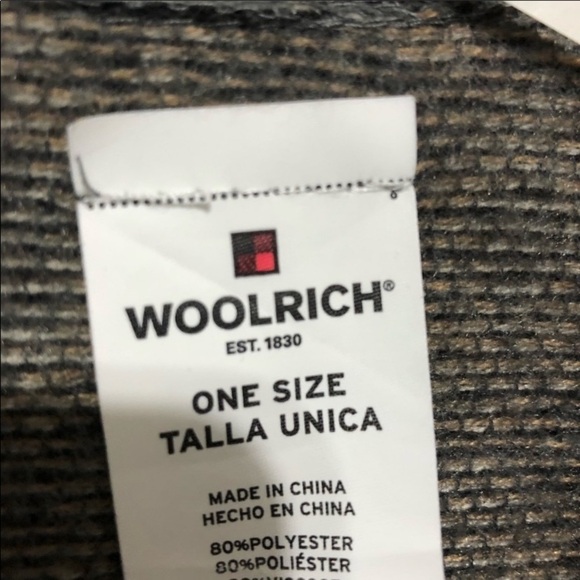 WOOLRICH®
EST. 1830
ONE SIZE
TALLA UNICA
MADE IN CHINA
HECHO EN CHINA
80%POLYESTER
80%POLIÉSTER